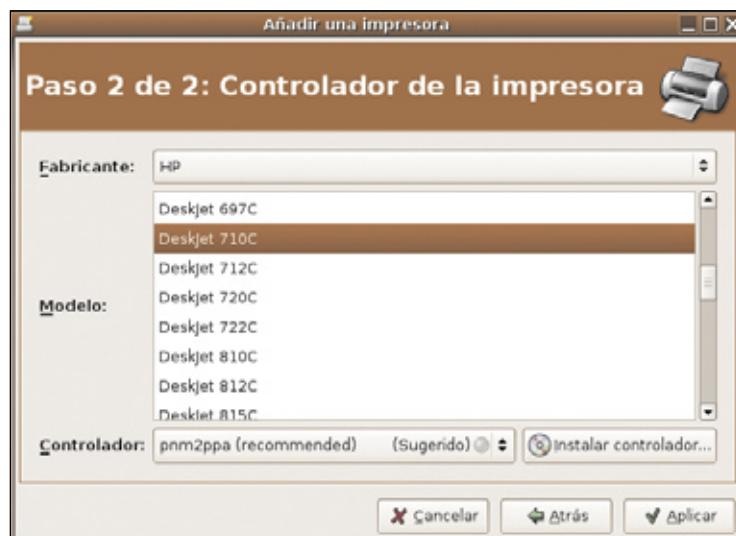 Añadir una impresora
Paso 2 de 2: Controlador de la impresora
Fabricante: HP
DeskJet 697C
DeskJet 710C
DeskJet 712C
DeskJet 720C
Modelo:
DeskJet 722C
DeskJet 810C
DeskJet 812C
DeskJet 815C
Controlador: pnm2ppa (recommended) (Sugerido) Instalar controlador...
Cancelar Atrás Aplicar